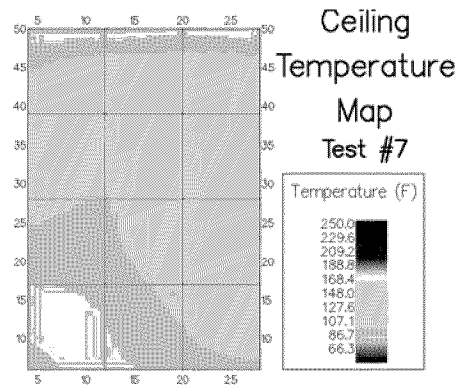 Ceiling
Temperature
Map
Test #7
5 10 15 20 25
50 50
45 45
40 40
35 35
30 30
25 25
20 20
15 15
10 10
5 10 15 20 25
Temperature (F)
250.0
229.6
209.2
188.8
168.4
148.0
127.6
107.1
86.7
66.3